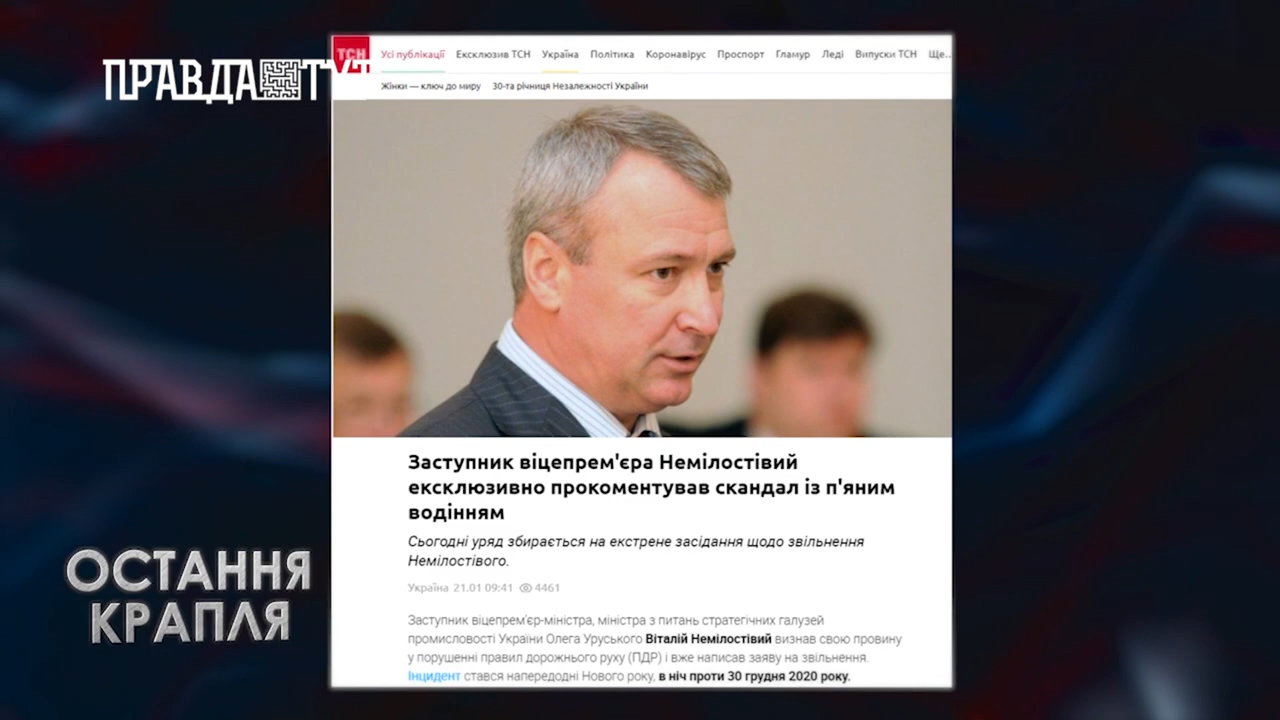 ПРАВДА ТУТ
ТСН
Усі публікації Ексклюзив ТСН Україна Політика Коронавірус Проспорт Гламур Леді Випуски ТСН Ще...
Жінки — ключ до миру 30-та річниця Незалежності України
Заступник віцепрем'єра Немілостівий
ексклюзивно прокоментував скандал із п'яним
водінням
Сьогодні уряд збирається на екстрене засідання щодо звільнення
Немілостівого.
Україна 21.01 09:41 4461
Заступник віцепрем'єр-міністра, міністра з питань стратегічних галузей
промисловості України Олега Уруського Віталій Немілостівий визнав свою провину
у порушенні правил дорожнього руху (ПДР) і вже написав заяву на звільнення.
Інцидент стався напередодні Нового року, в ніч проти 30 грудня 2020 року.
ОСТАННЯ
КРАПЛЯ